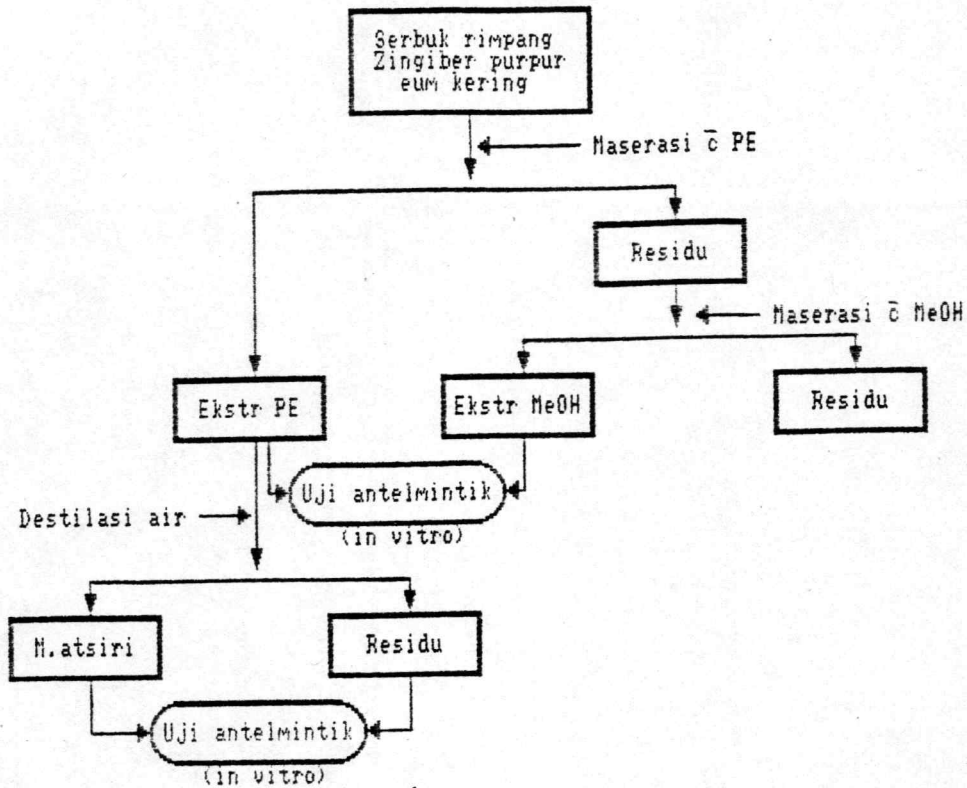 Serbuk rimpang
Zingiber purpur
eum kering
Maserasi c̄ PE
Residu
Maserasi c̄ MeOH
Ekstr PE
Ekstr MeOH
Residu
Uji antelmintik
(in vitro)
Destilasi air
M.atsiri
Residu
Uji antelmintik
(in vitro)